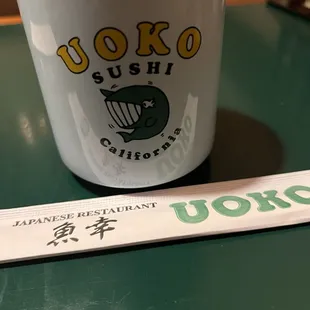 UOKO
SUSHI
California
JAPANESE RESTAURANT
魚幸
UOKO